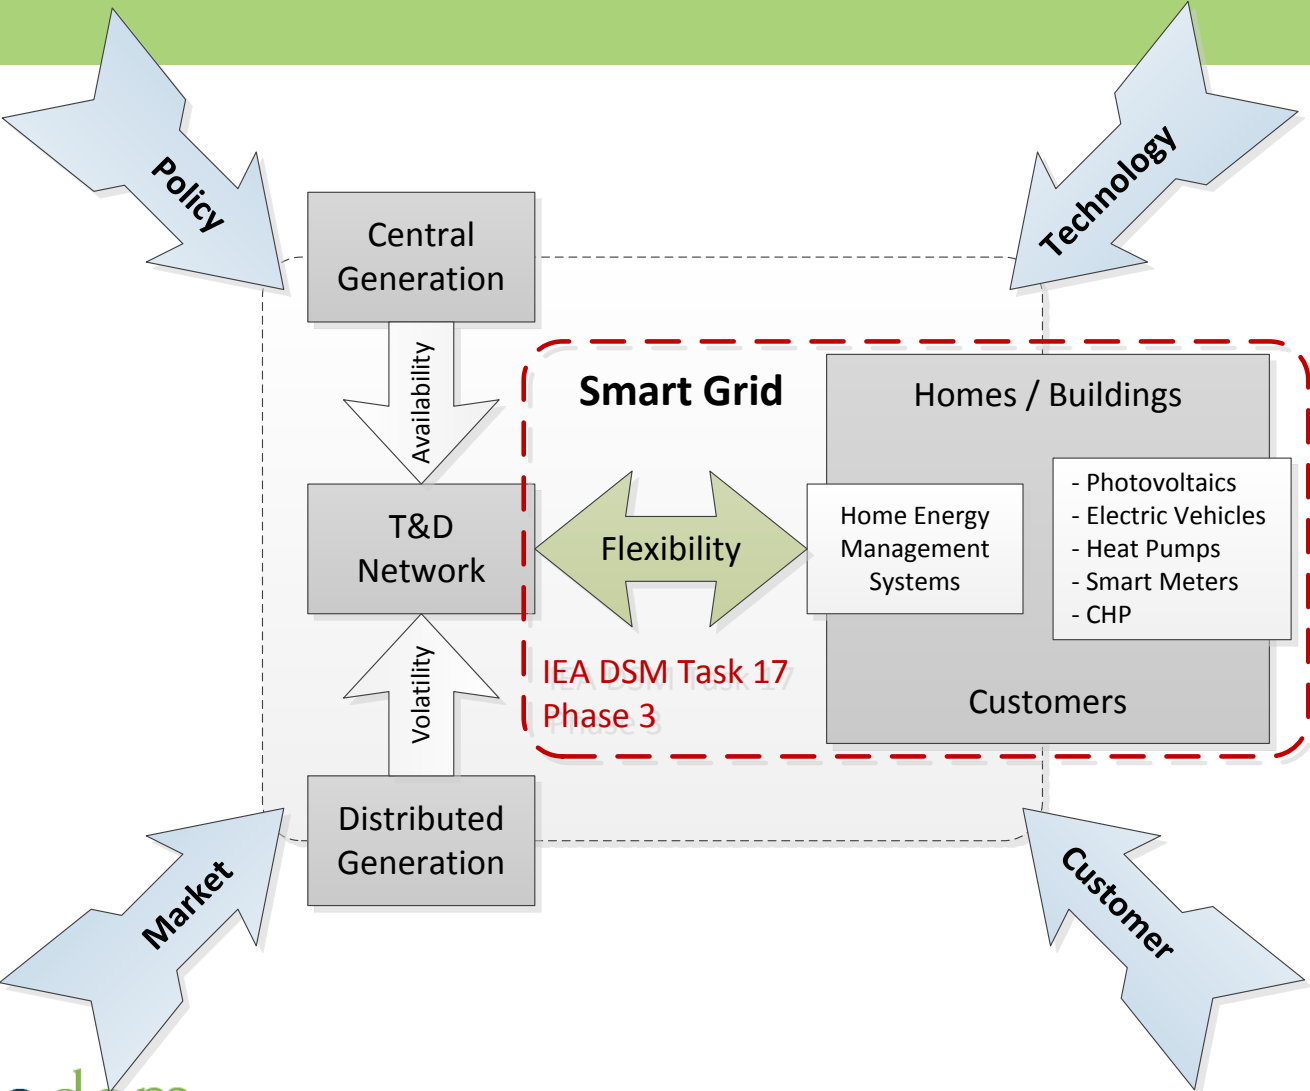 Policy
Technology
Central
Generation
Availability
Smart Grid
Homes / Buildings
T&D
Network
Flexibility
Home Energy
Management
Systems
- Photovoltaics
- Electric Vehicles
- Heat Pumps
- Smart Meters
- CHP
Volatility
IEA DSM Task 17
Phase 3
Customers
Distributed
Generation
Market
Customer